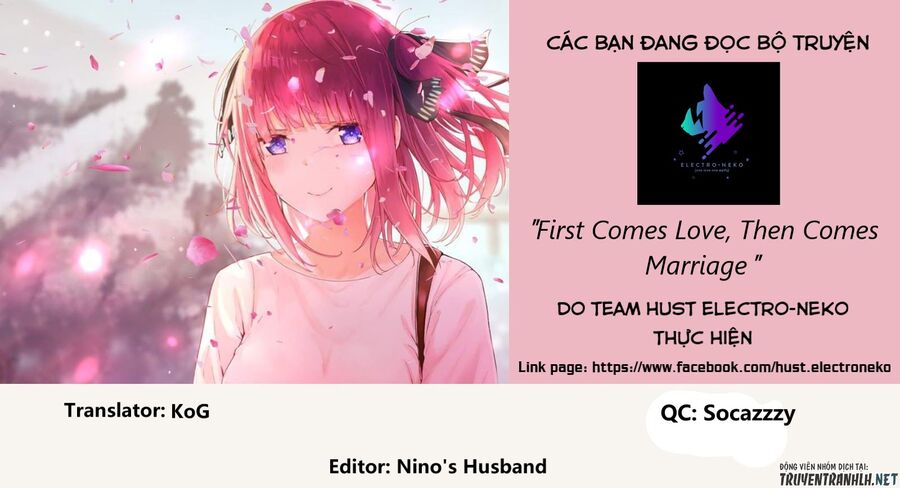 CÁC BẠN ĐANG ĐỌC BỘ TRUYỆN
ELECTRO-NEKO
"First Comes Love, Then Comes
Marriage "
DO TEAM HUST ELECTRO-NEKO
THỰC HIỆN
Link page: https://www.facebook.com/hust.electroneko
Translator: KoG
QC: Socazzzy
Editor: Nino's Husband
ĐỘNG VIÊN NHÓM DỊCH TẠI:
TRUYENTRANHLH.NET